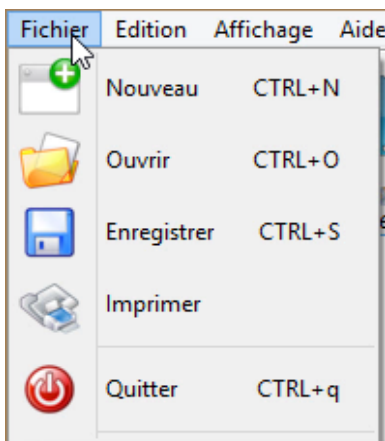 Fichier Edition Affichage Aide
Nouveau CTRL+N
Ouvrir CTRL+O
Enregistrer CTRL+S
Imprimer
Quitter CTRL+q